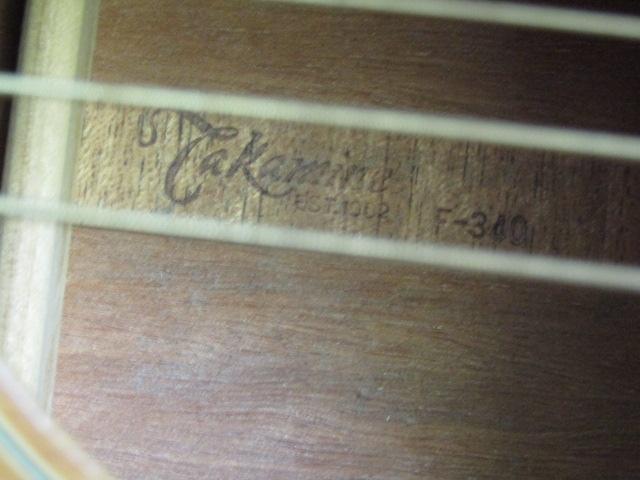 Takamine
EST. 1962
F-340